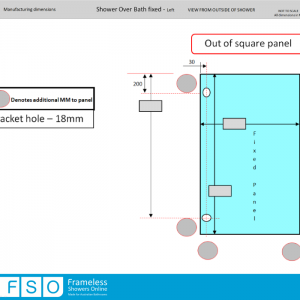 Manufacturing dimensions
Shower Over Bath fixed - Left
VIEW FROM OUTSIDE OF SHOWER
NOT TO SCALE
All Dimensions in
Out of square panel
30
200
Denotes additional MM to panel
acket hole – 18mm
Fixed Panel
FSO
Frameless
Showers Online